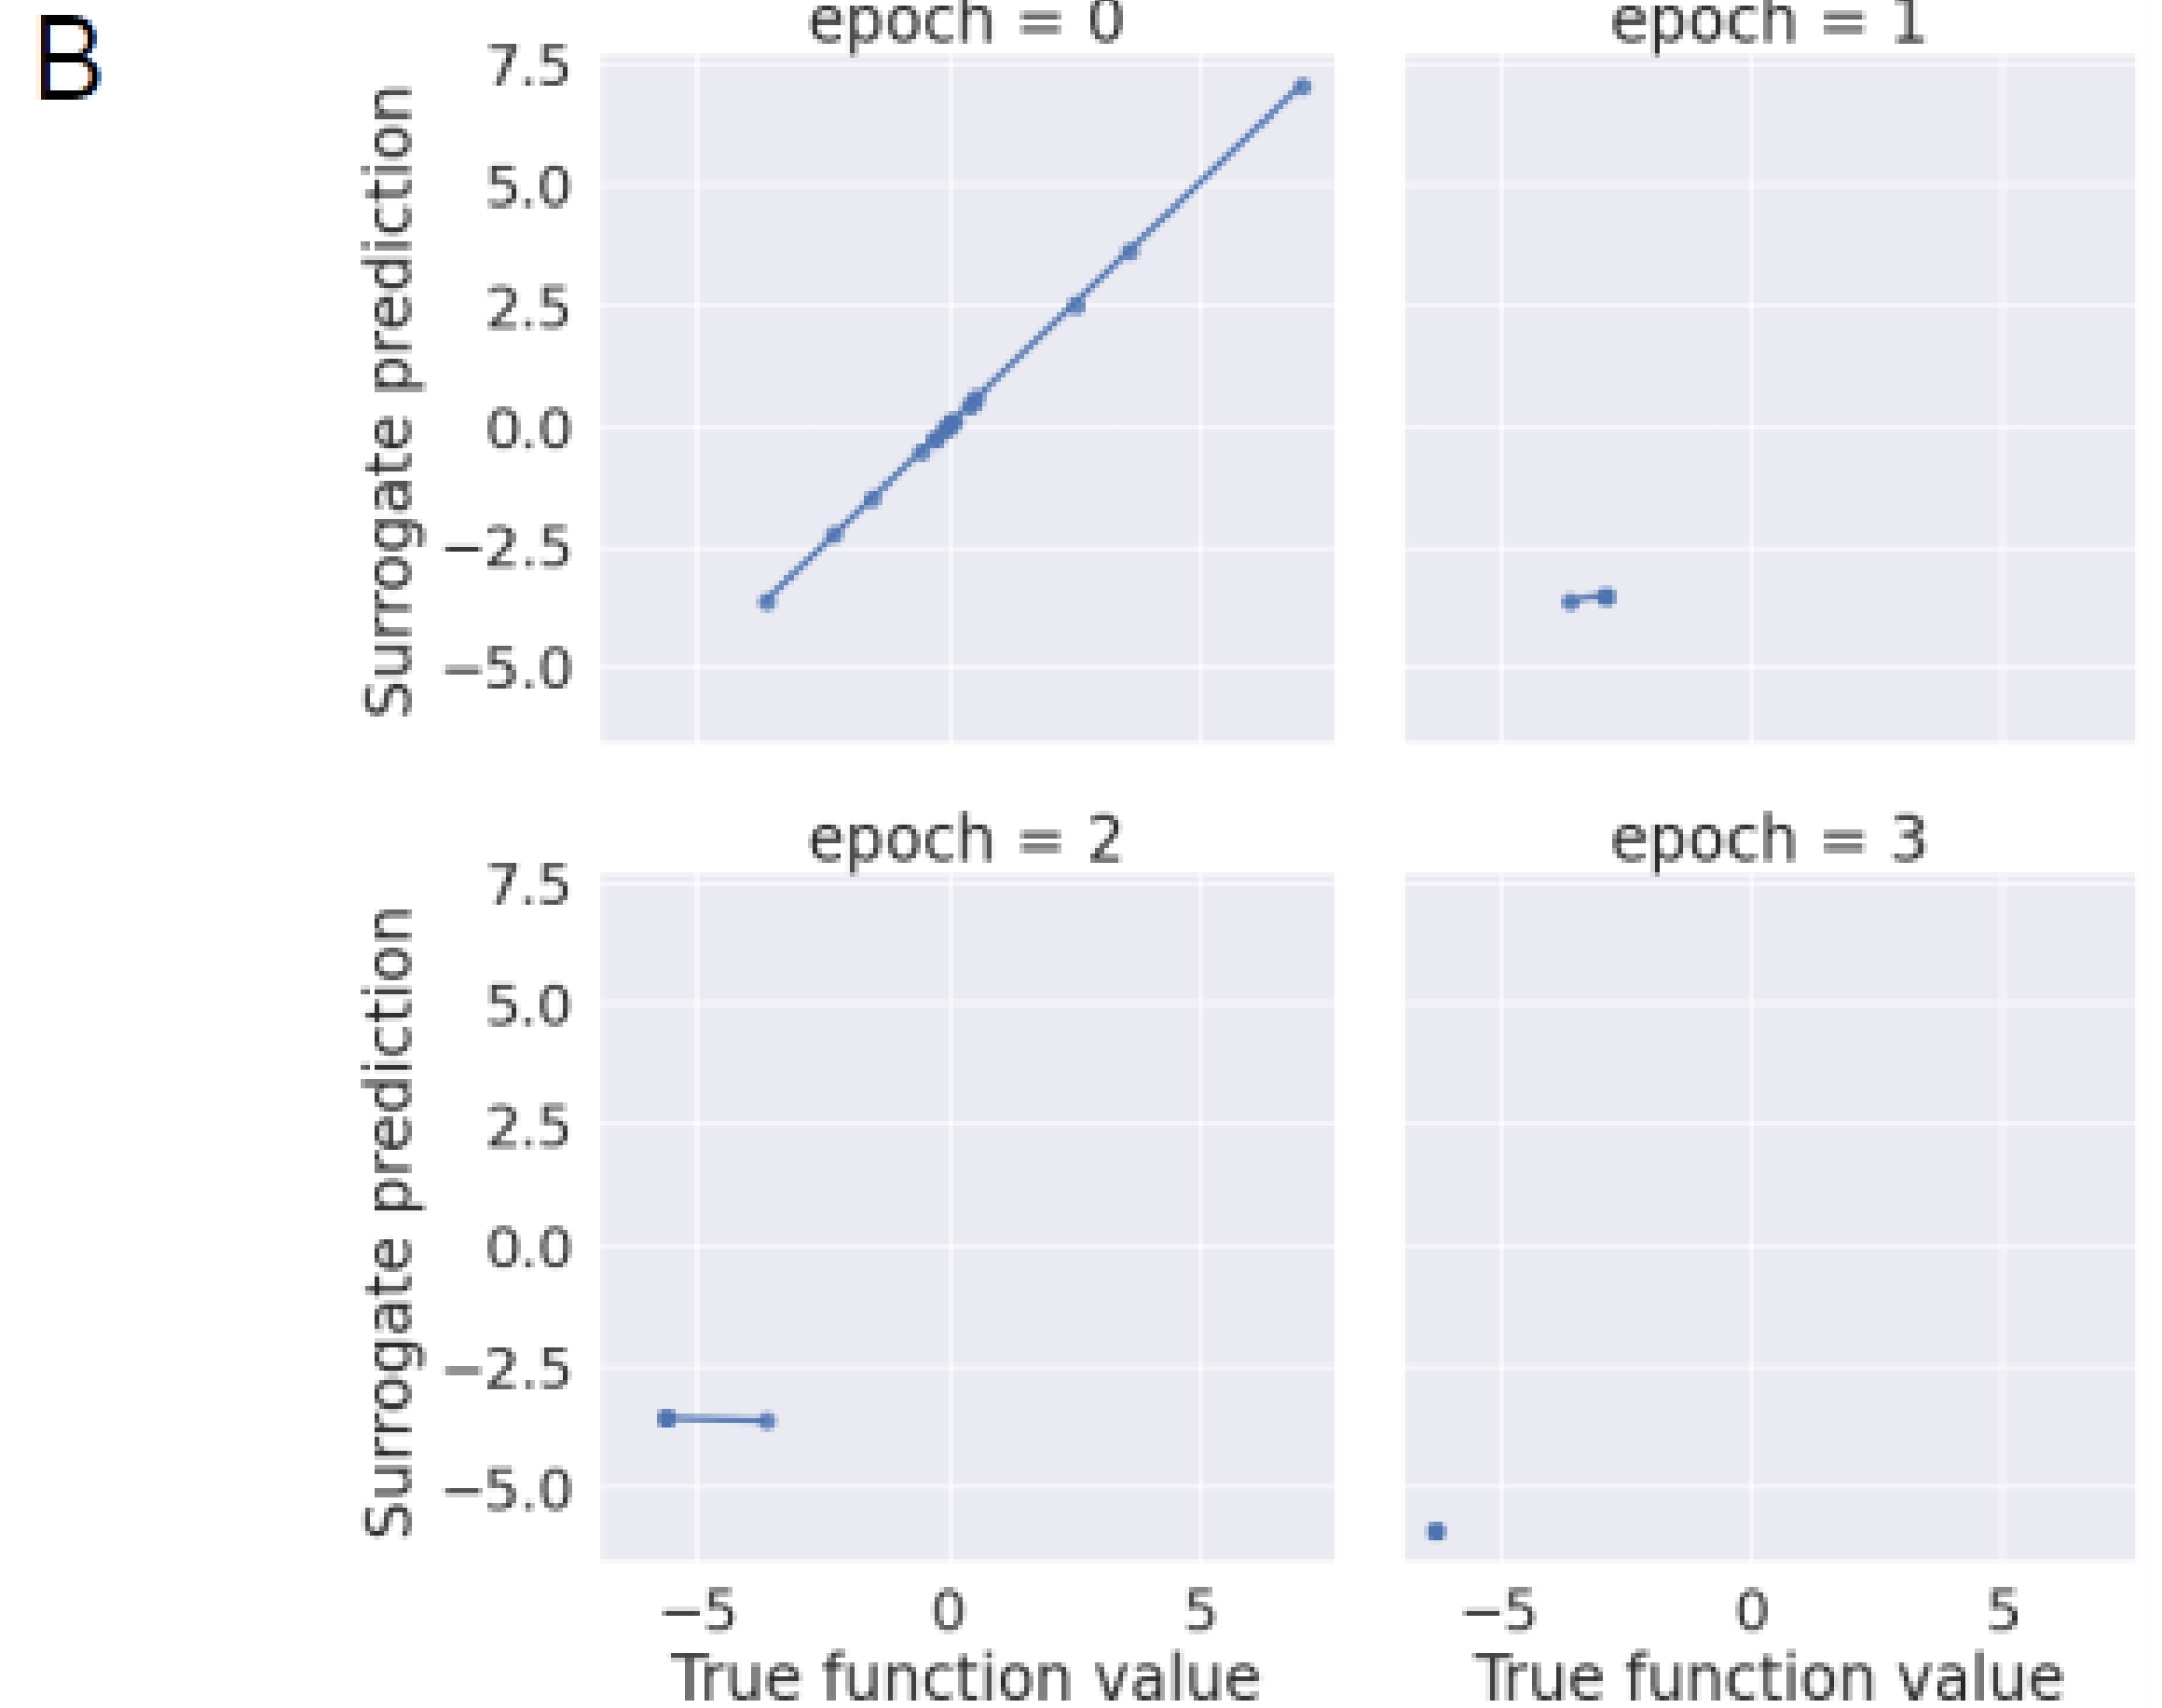 B
epoch = 0
epoch = 1
7.5
5.0
2.5
0.0
−2.5
−5.0
Surrogate prediction
epoch = 2
epoch = 3
7.5
5.0
2.5
0.0
−2.5
−5.0
Surrogate prediction
−5 0 5
−5 0 5
True function value
True function value